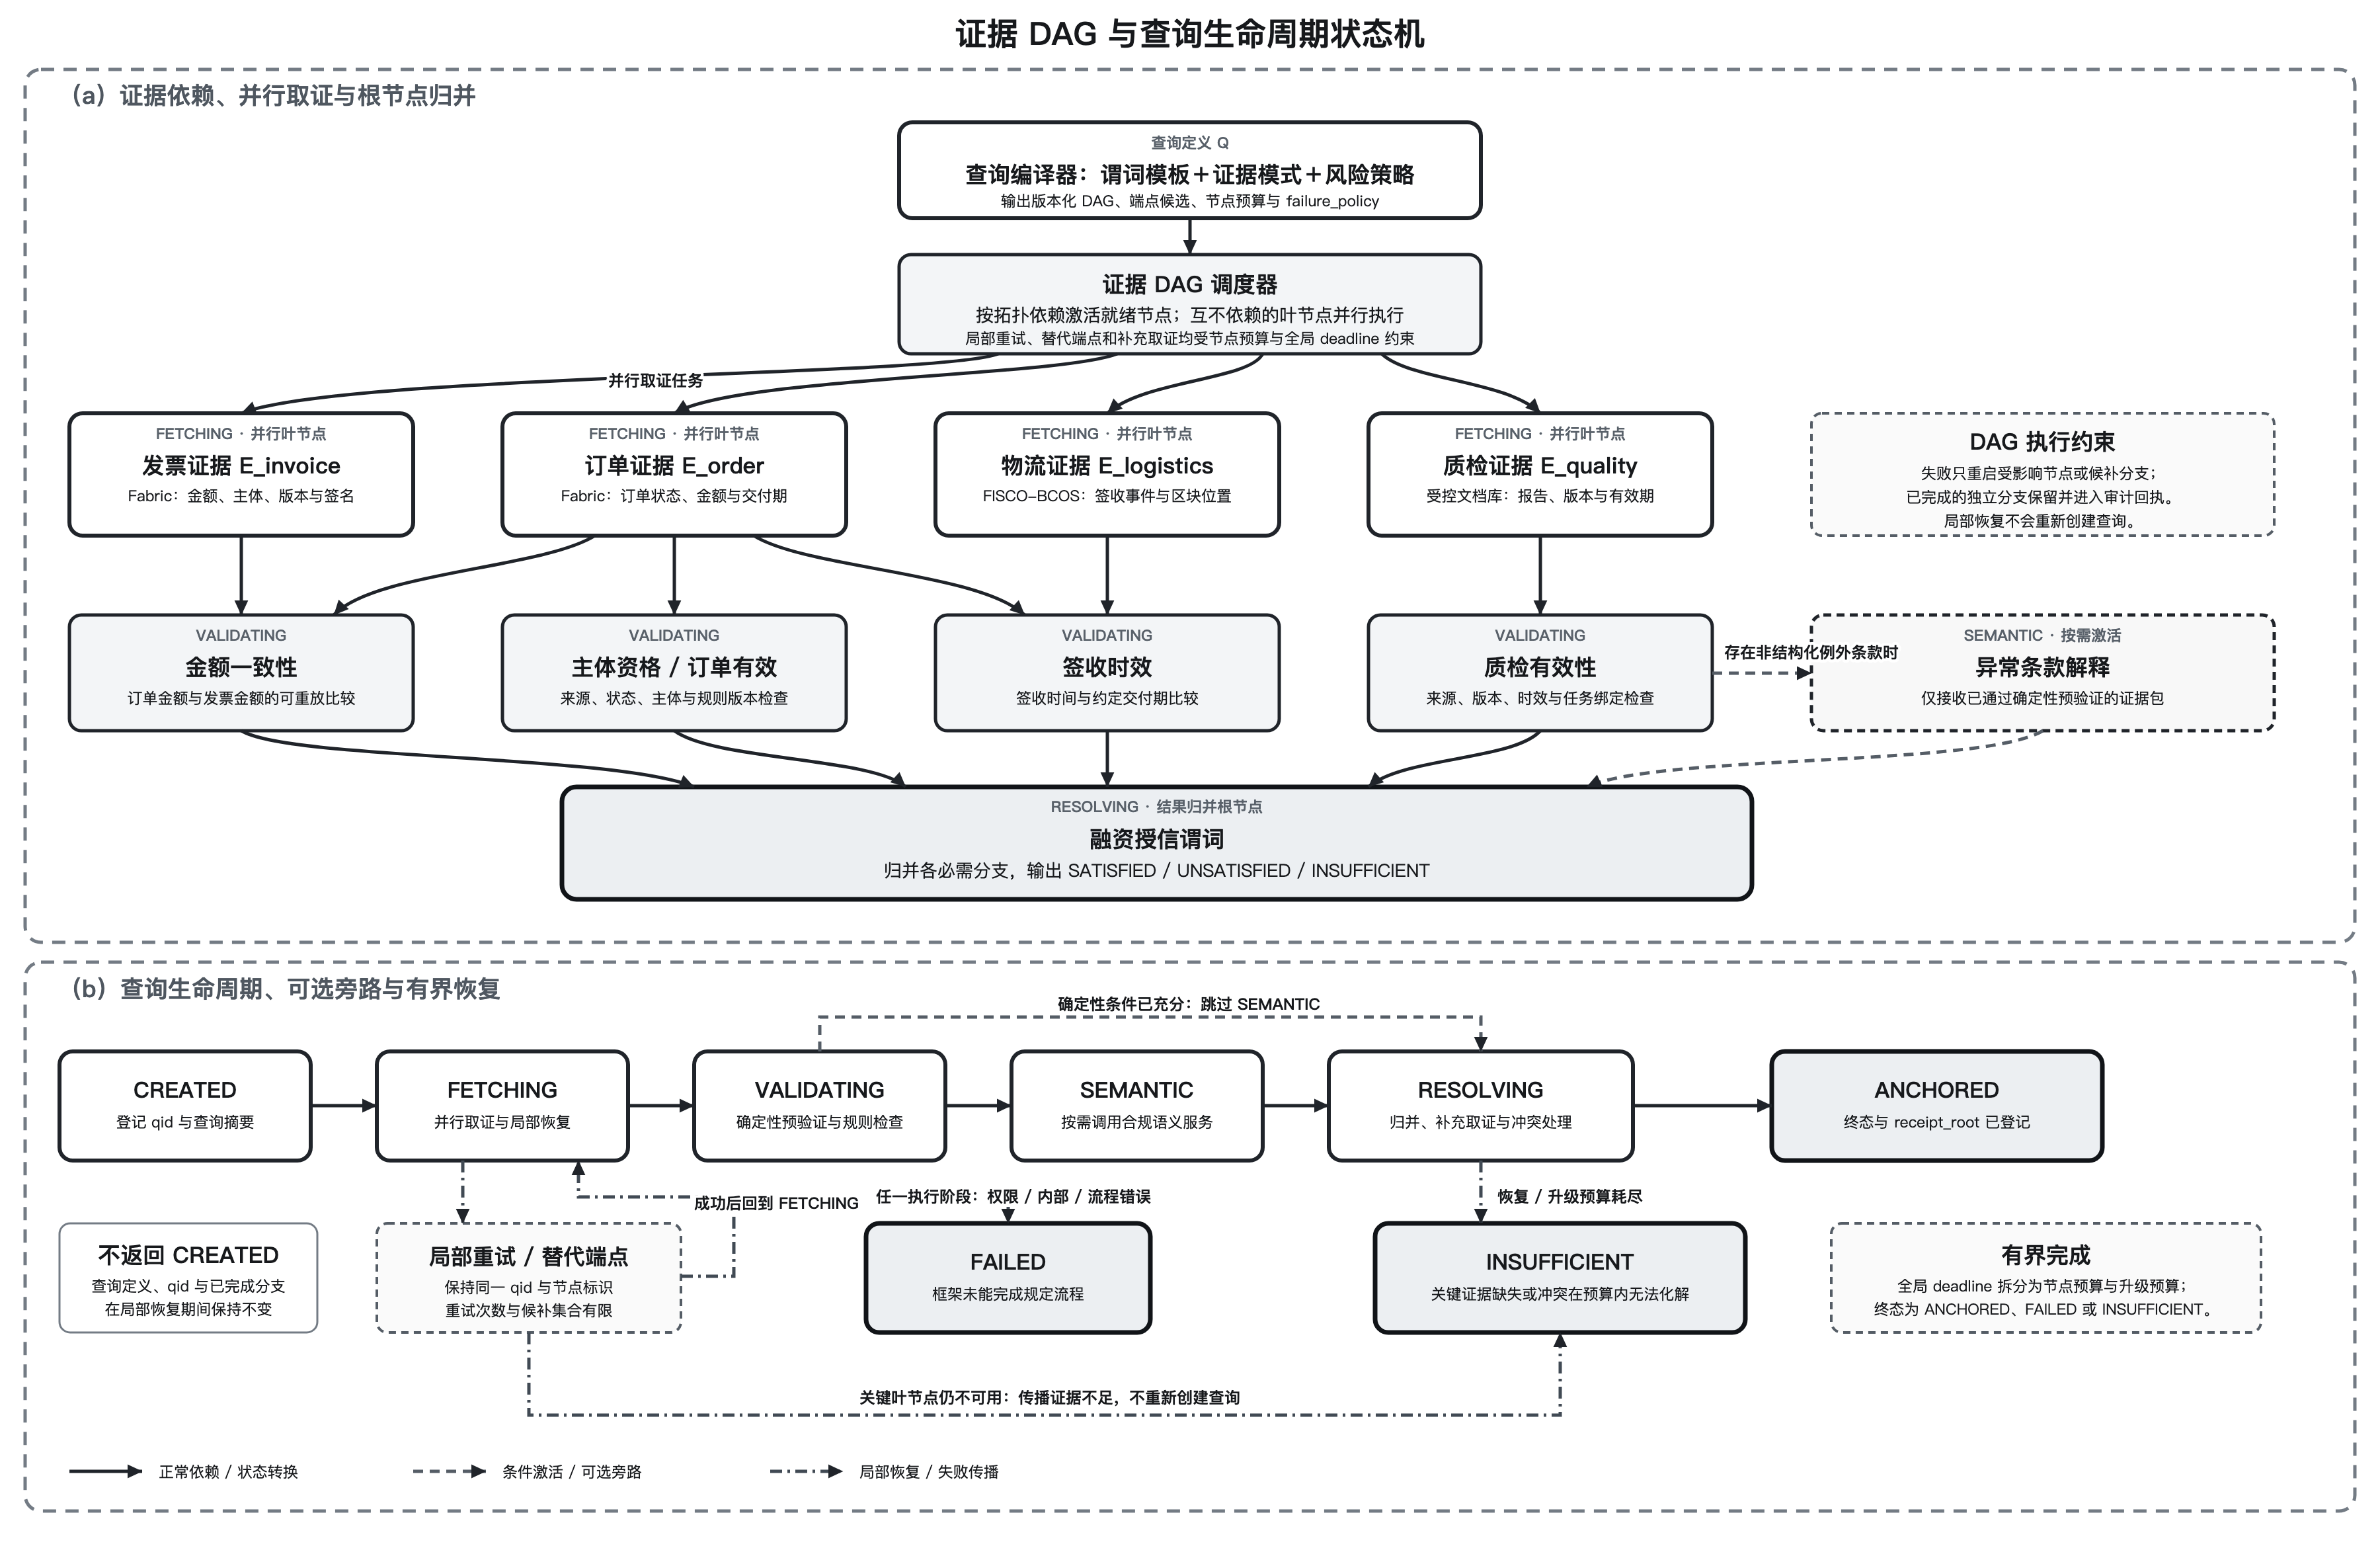 证据 DAG 与查询生命周期状态机
（a）证据依赖、并行取证与根节点归并
查询定义 Q
查询编译器：谓词模板＋证据模式＋风险策略
输出版本化 DAG、端点候选、节点预算与 failure_policy
证据 DAG 调度器
按拓扑依赖激活就绪节点；互不依赖的叶节点并行执行
局部重试、替代端点和补充取证均受节点预算与全局 deadline 约束
并行取证任务
FETCHING · 并行叶节点
发票证据 E_invoice
Fabric：金额、主体、版本与签名
FETCHING · 并行叶节点
订单证据 E_order
Fabric：订单状态、金额与交付期
FETCHING · 并行叶节点
物流证据 E_logistics
FISCO-BCOS：签收事件与区块位置
FETCHING · 并行叶节点
质检证据 E_quality
受控文档库：报告、版本与有效期
DAG 执行约束
失败只重启受影响节点或候补分支；
已完成的独立分支保留并进入审计回执。
局部恢复不会重新创建查询。
VALIDATING
金额一致性
订单金额与发票金额的可重放比较
VALIDATING
主体资格 / 订单有效
来源、状态、主体与规则版本检查
VALIDATING
签收时效
签收时间与约定交付期比较
VALIDATING
质检有效性
来源、版本、时效与任务绑定检查
存在非结构化例外条款时
SEMANTIC · 按需激活
异常条款解释
仅接收已通过确定性预验证的证据包
RESOLVING · 结果归并根节点
融资授信谓词
归并各必需分支，输出 SATISFIED / UNSATISFIED / INSUFFICIENT
（b）查询生命周期、可选旁路与有界恢复
确定性条件已充分：跳过 SEMANTIC
CREATED
登记 qid 与查询摘要
FETCHING
并行取证与局部恢复
VALIDATING
确定性预验证与规则检查
SEMANTIC
按需调用合规语义服务
RESOLVING
归并、补充取证与冲突处理
ANCHORED
终态与 receipt_root 已登记
成功后回到 FETCHING
任一执行阶段：权限 / 内部 / 流程错误
恢复 / 升级预算耗尽
不返回 CREATED
查询定义、qid 与已完成分支
在局部恢复期间保持不变
局部重试 / 替代端点
保持同一 qid 与节点标识
重试次数与候补集合有限
FAILED
框架未能完成规定流程
INSUFFICIENT
关键证据缺失或冲突在预算内无法化解
有界完成
全局 deadline 拆分为节点预算与升级预算；
终态为 ANCHORED、FAILED 或 INSUFFICIENT。
关键叶节点仍不可用：传播证据不足，不重新创建查询
正常依赖 / 状态转换
条件激活 / 可选旁路
局部恢复 / 失败传播